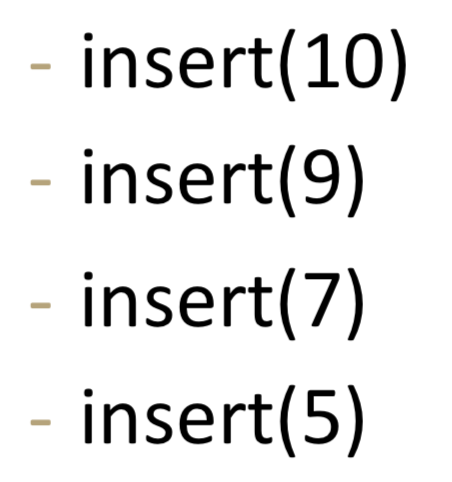 - insert(10)
- insert(9)
- insert(7)
- insert(5)